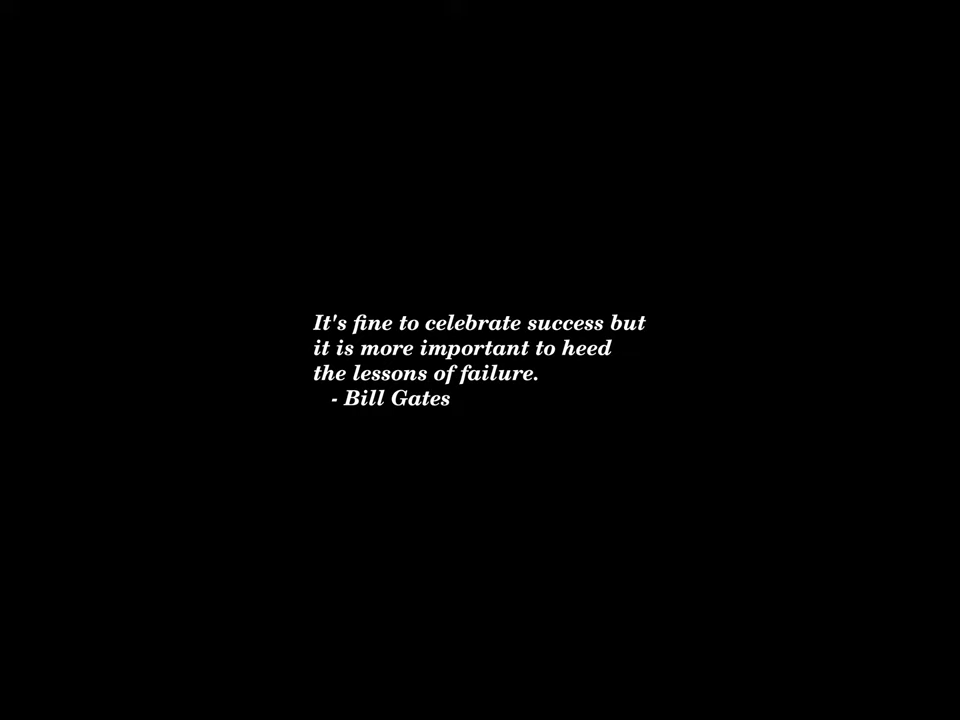 It's fine to celebrate success but
it is more important to heed
the lessons of failure.
- Bill Gates